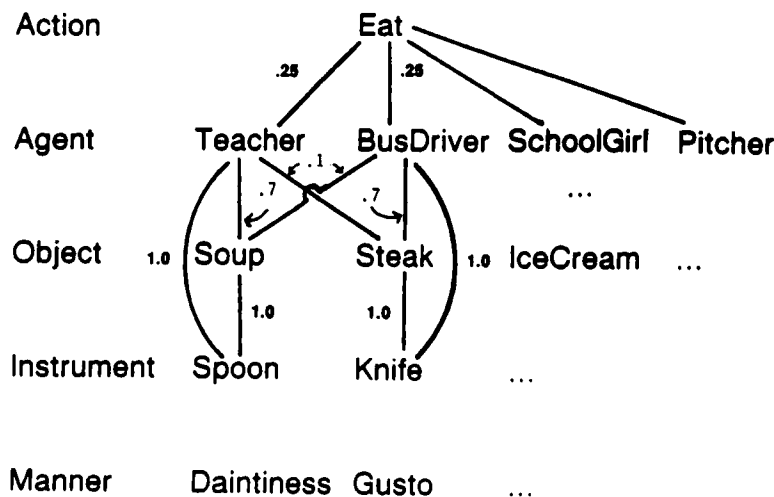 Action Eat
.25 .25
Agent Teacher BusDriver SchoolGirl Pitcher
.1
.7 .7 ...
Object 1.0 Soup Steak 1.0 IceCream ...
1.0 1.0
Instrument Spoon Knife ...
Manner Daintiness Gusto ...